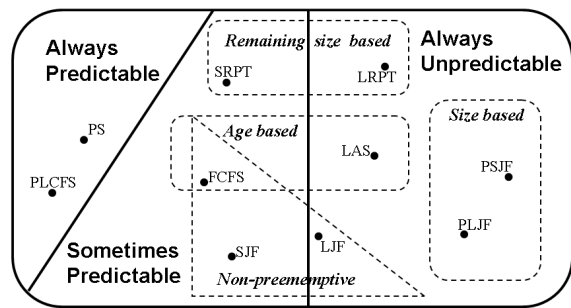 Always
Predictable
Remaining size based
Always
Unpredictable
SRPT
LRPT
PS
Age based
LAS
Size based
PSJF
PLCFS
FCFS
PLJF
Sometimes
Predictable
SJF
LJF
Non-preememptive